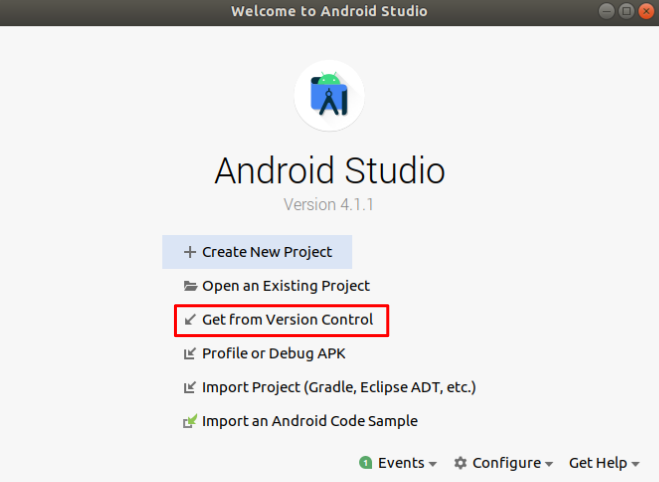 Welcome to Android Studio
Android Studio
Version 4.1.1
Create New Project
Open an Existing Project
Get from Version Control
Profile or Debug APK
Import Project (Gradle, Eclipse ADT, etc.)
Import an Android Code Sample
1 Events Configure Get Help